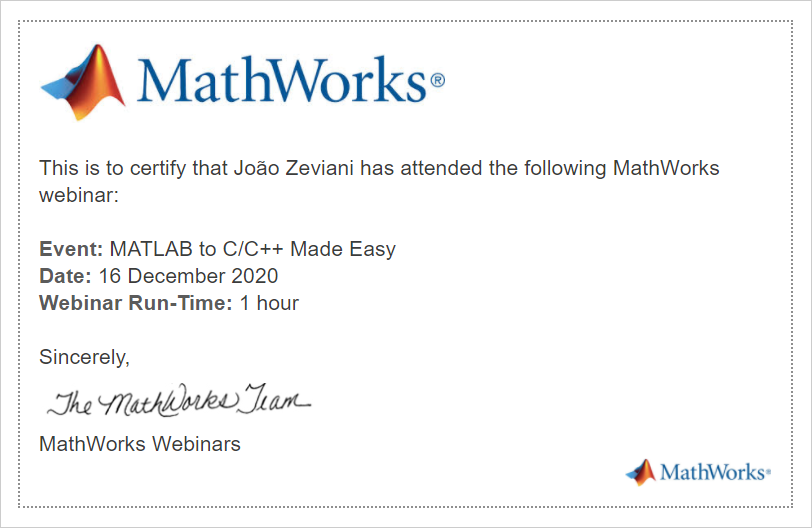 MathWorks®
This is to certify that João Zeviani has attended the following MathWorks
webinar:
Event: MATLAB to C/C++ Made Easy
Date: 16 December 2020
Webinar Run-Time: 1 hour
Sincerely,
The MathWorks Team
MathWorks Webinars
MathWorks®